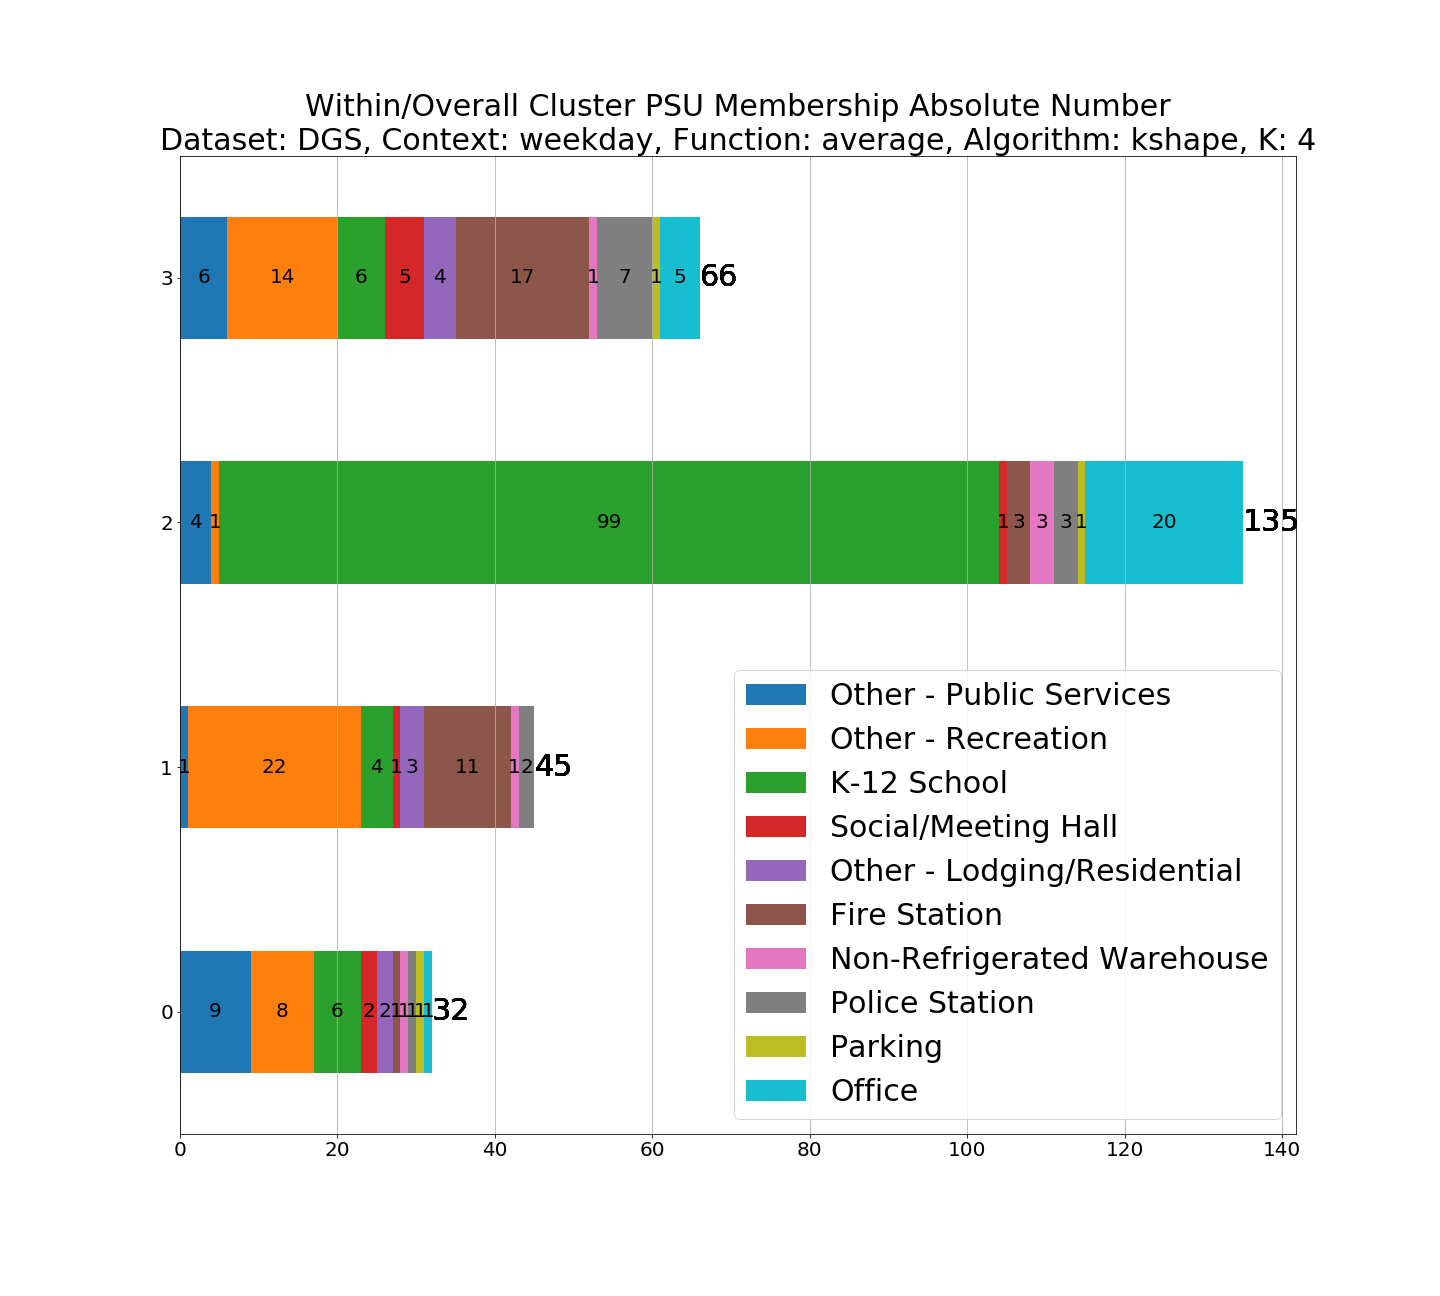 Within/Overall Cluster PSU Membership Absolute Number
Dataset: DGS, Context: weekday, Function: average, Algorithm: kshape, K: 4
3 6 14 6 5 4 17 1 7 1 5 66
2 4 1 99 1 3 3 3 1 20 135
1 1 22 4 1 3 11 1 2 45
0 9 8 6 2 2 1 1 1 1 1 32
Other - Public Services
Other - Recreation
K-12 School
Social/Meeting Hall
Other - Lodging/Residential
Fire Station
Non-Refrigerated Warehouse
Police Station
Parking
Office
0 20 40 60 80 100 120 140